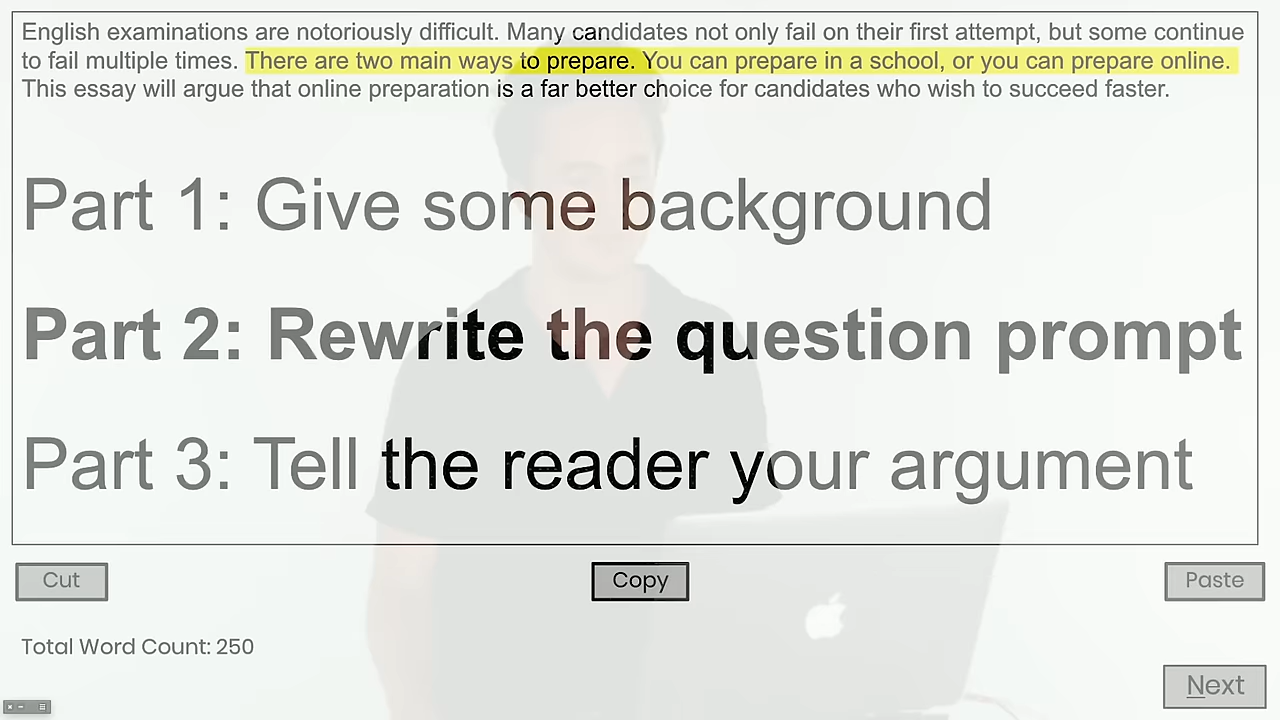 English examinations are notoriously difficult. Many candidates not only fail on their first attempt, but some continue
to fail multiple times. There are two main ways to prepare. You can prepare in a school, or you can prepare online.
This essay will argue that online preparation is a far better choice for candidates who wish to succeed faster.
Part 1: Give some background
Part 2: Rewrite the question prompt
Part 3: Tell the reader your argument
Cut
Copy
Paste
Total Word Count: 250
Next